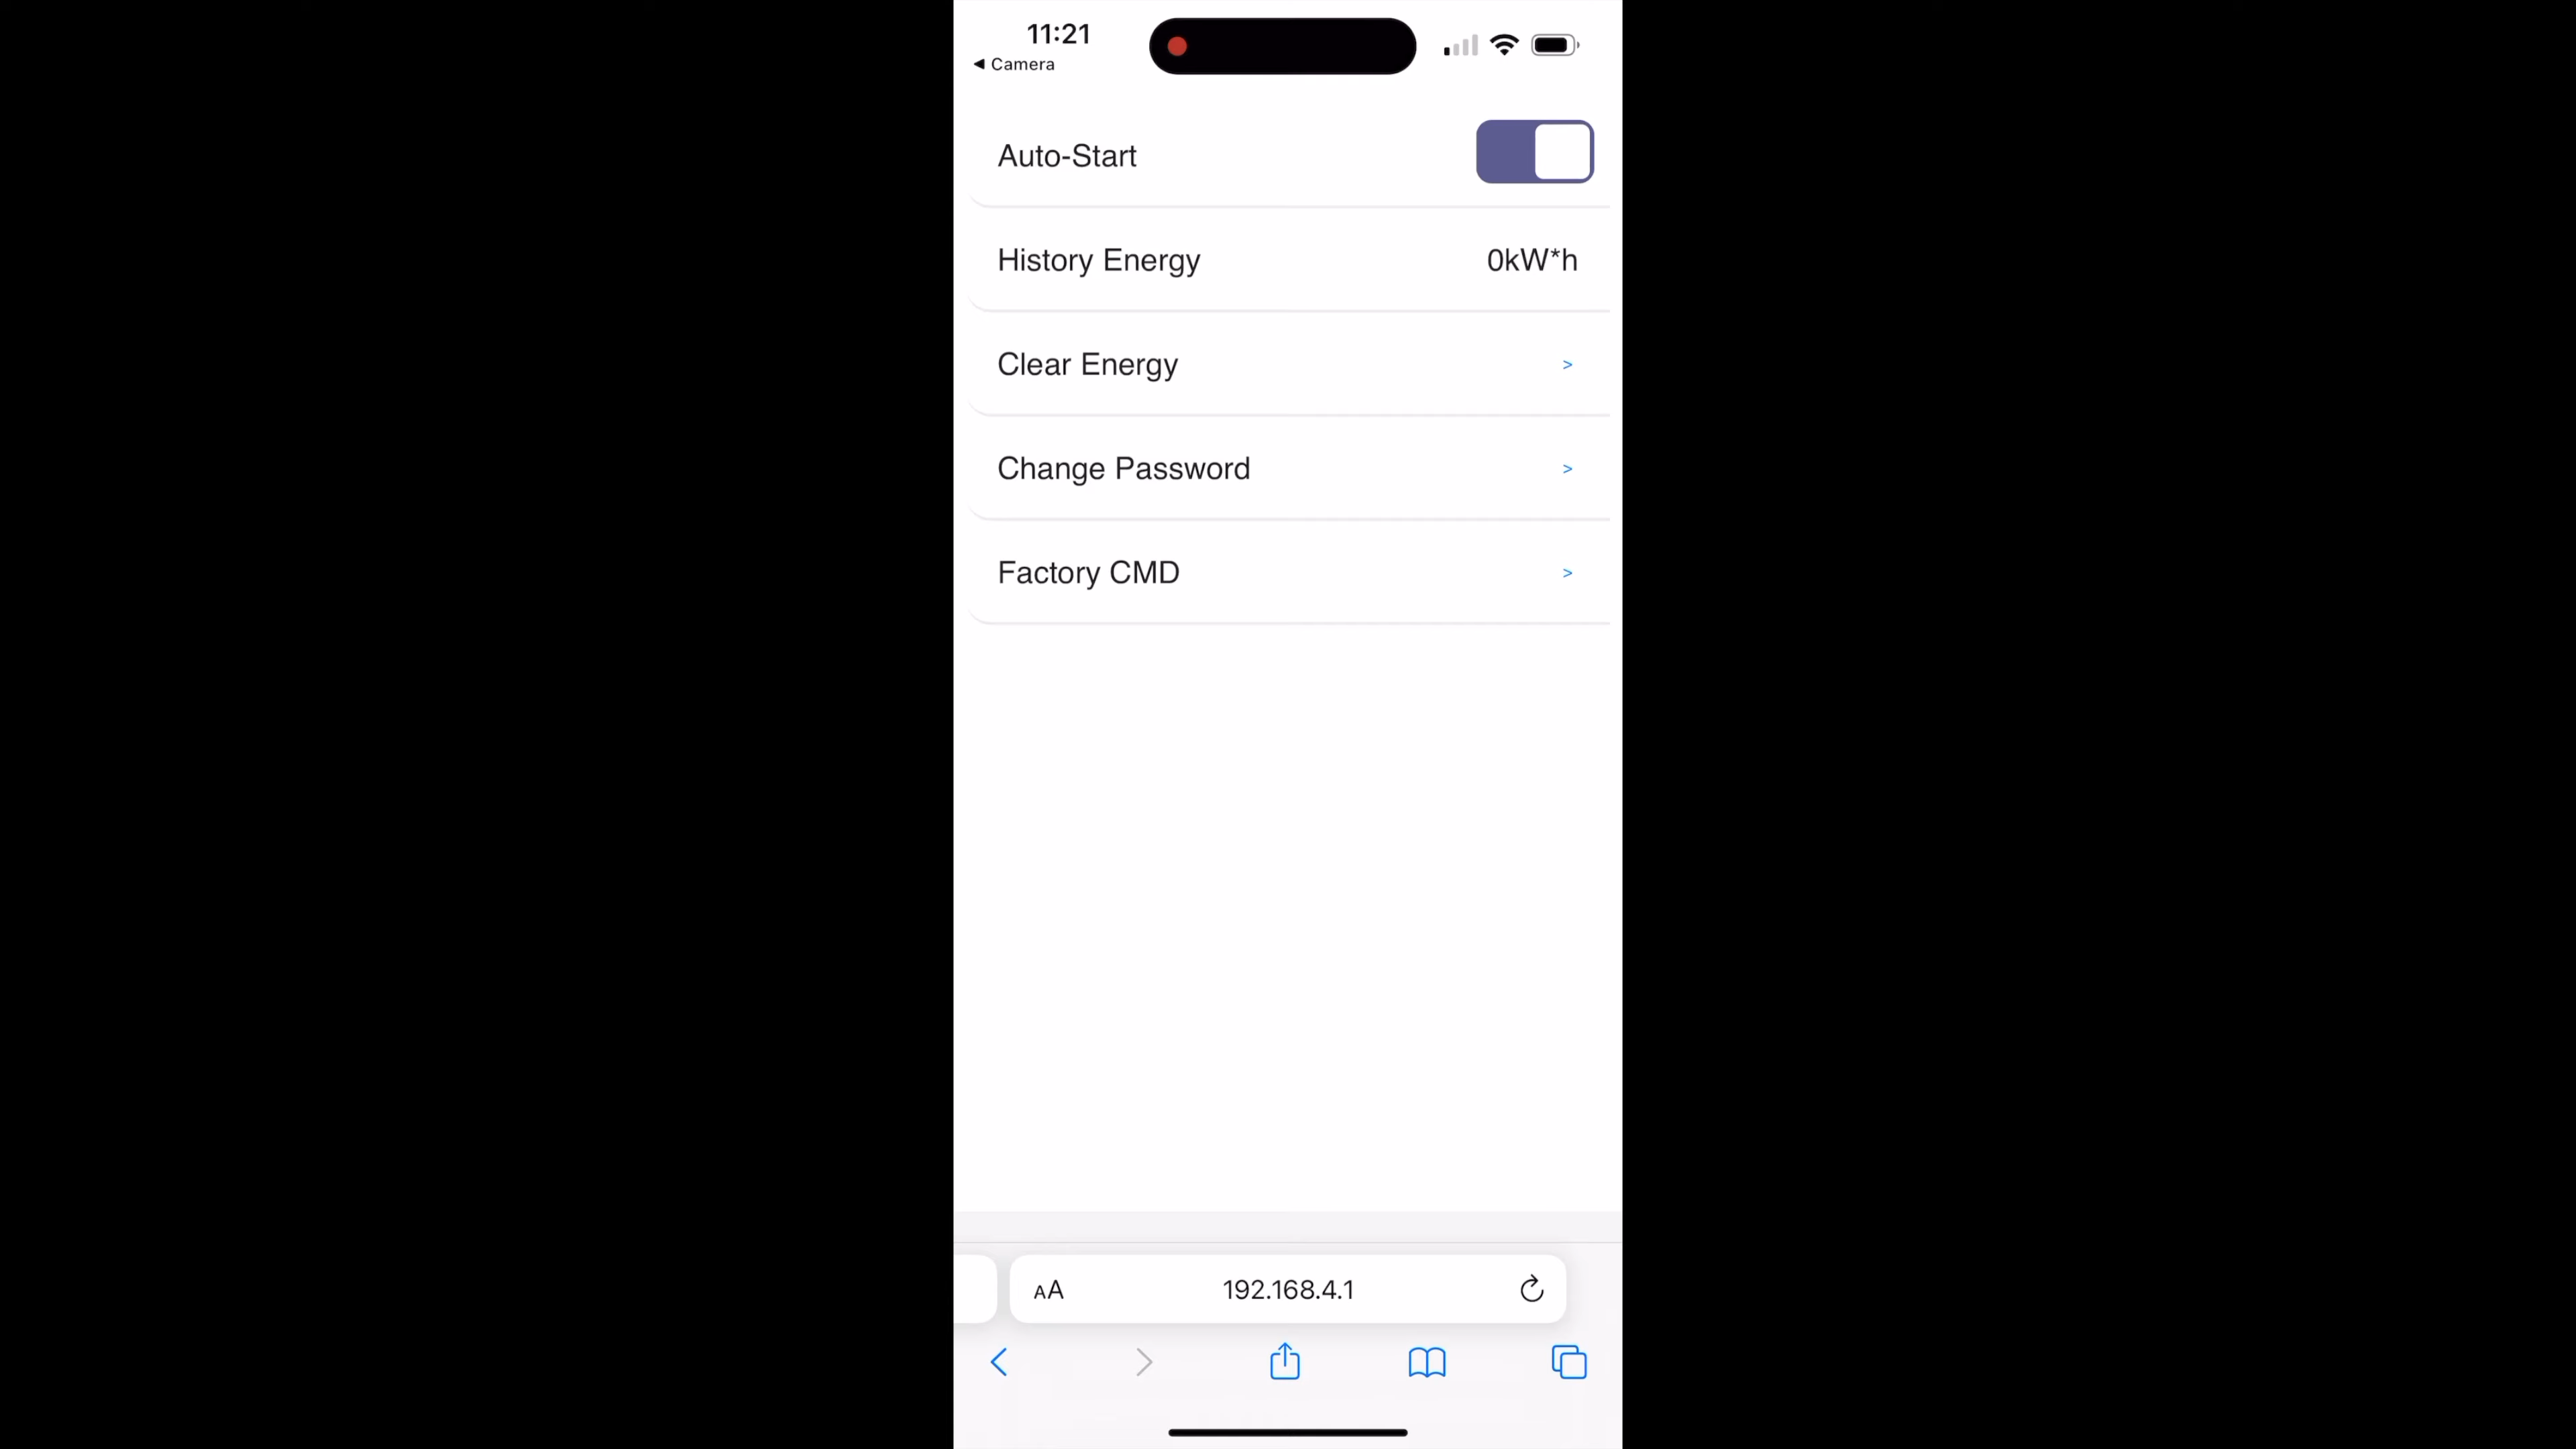 11:21
◀ Camera
Auto-Start
History Energy 0kW*h
Clear Energy >
Change Password >
Factory CMD >
AA 192.168.4.1